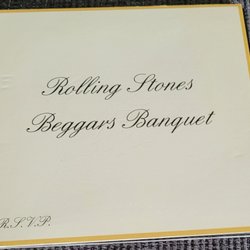 Rolling Stones
Beggars Banquet
R.S.V.P.